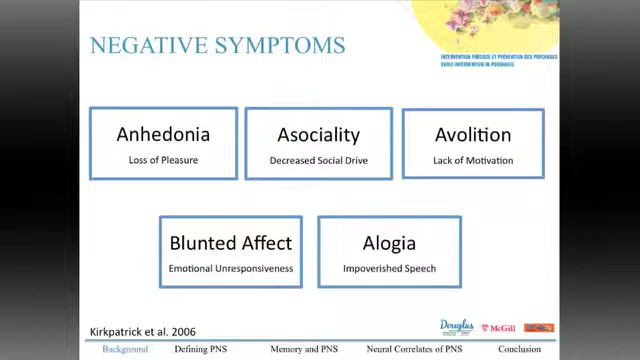 NEGATIVE SYMPTOMS
INTERVENTION PRÉCOCE ET PRÉVENTION DES PSYCHOSES
EARLY INTERVENTION IN PSYCHOSIS
Anhedonia
Loss of Pleasure
Asociality
Decreased Social Drive
Avolition
Lack of Motivation
Blunted Affect
Emotional Unresponsiveness
Alogia
Impoverished Speech
Kirkpatrick et al. 2006
Douglas
McGill
Background
Defining PNS
Memory and PNS
Neural Correlates of PNS
Conclusion